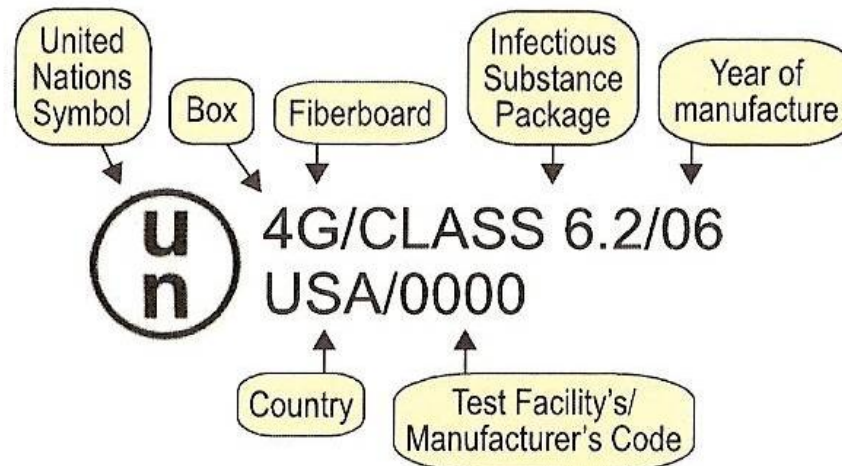 United
Nations
Symbol
Box
Fiberboard
Infectious
Substance
Package
Year of
manufacture
u
n
4G/CLASS 6.2/06
USA/0000
Country
Test Facility's/
Manufacturer's Code